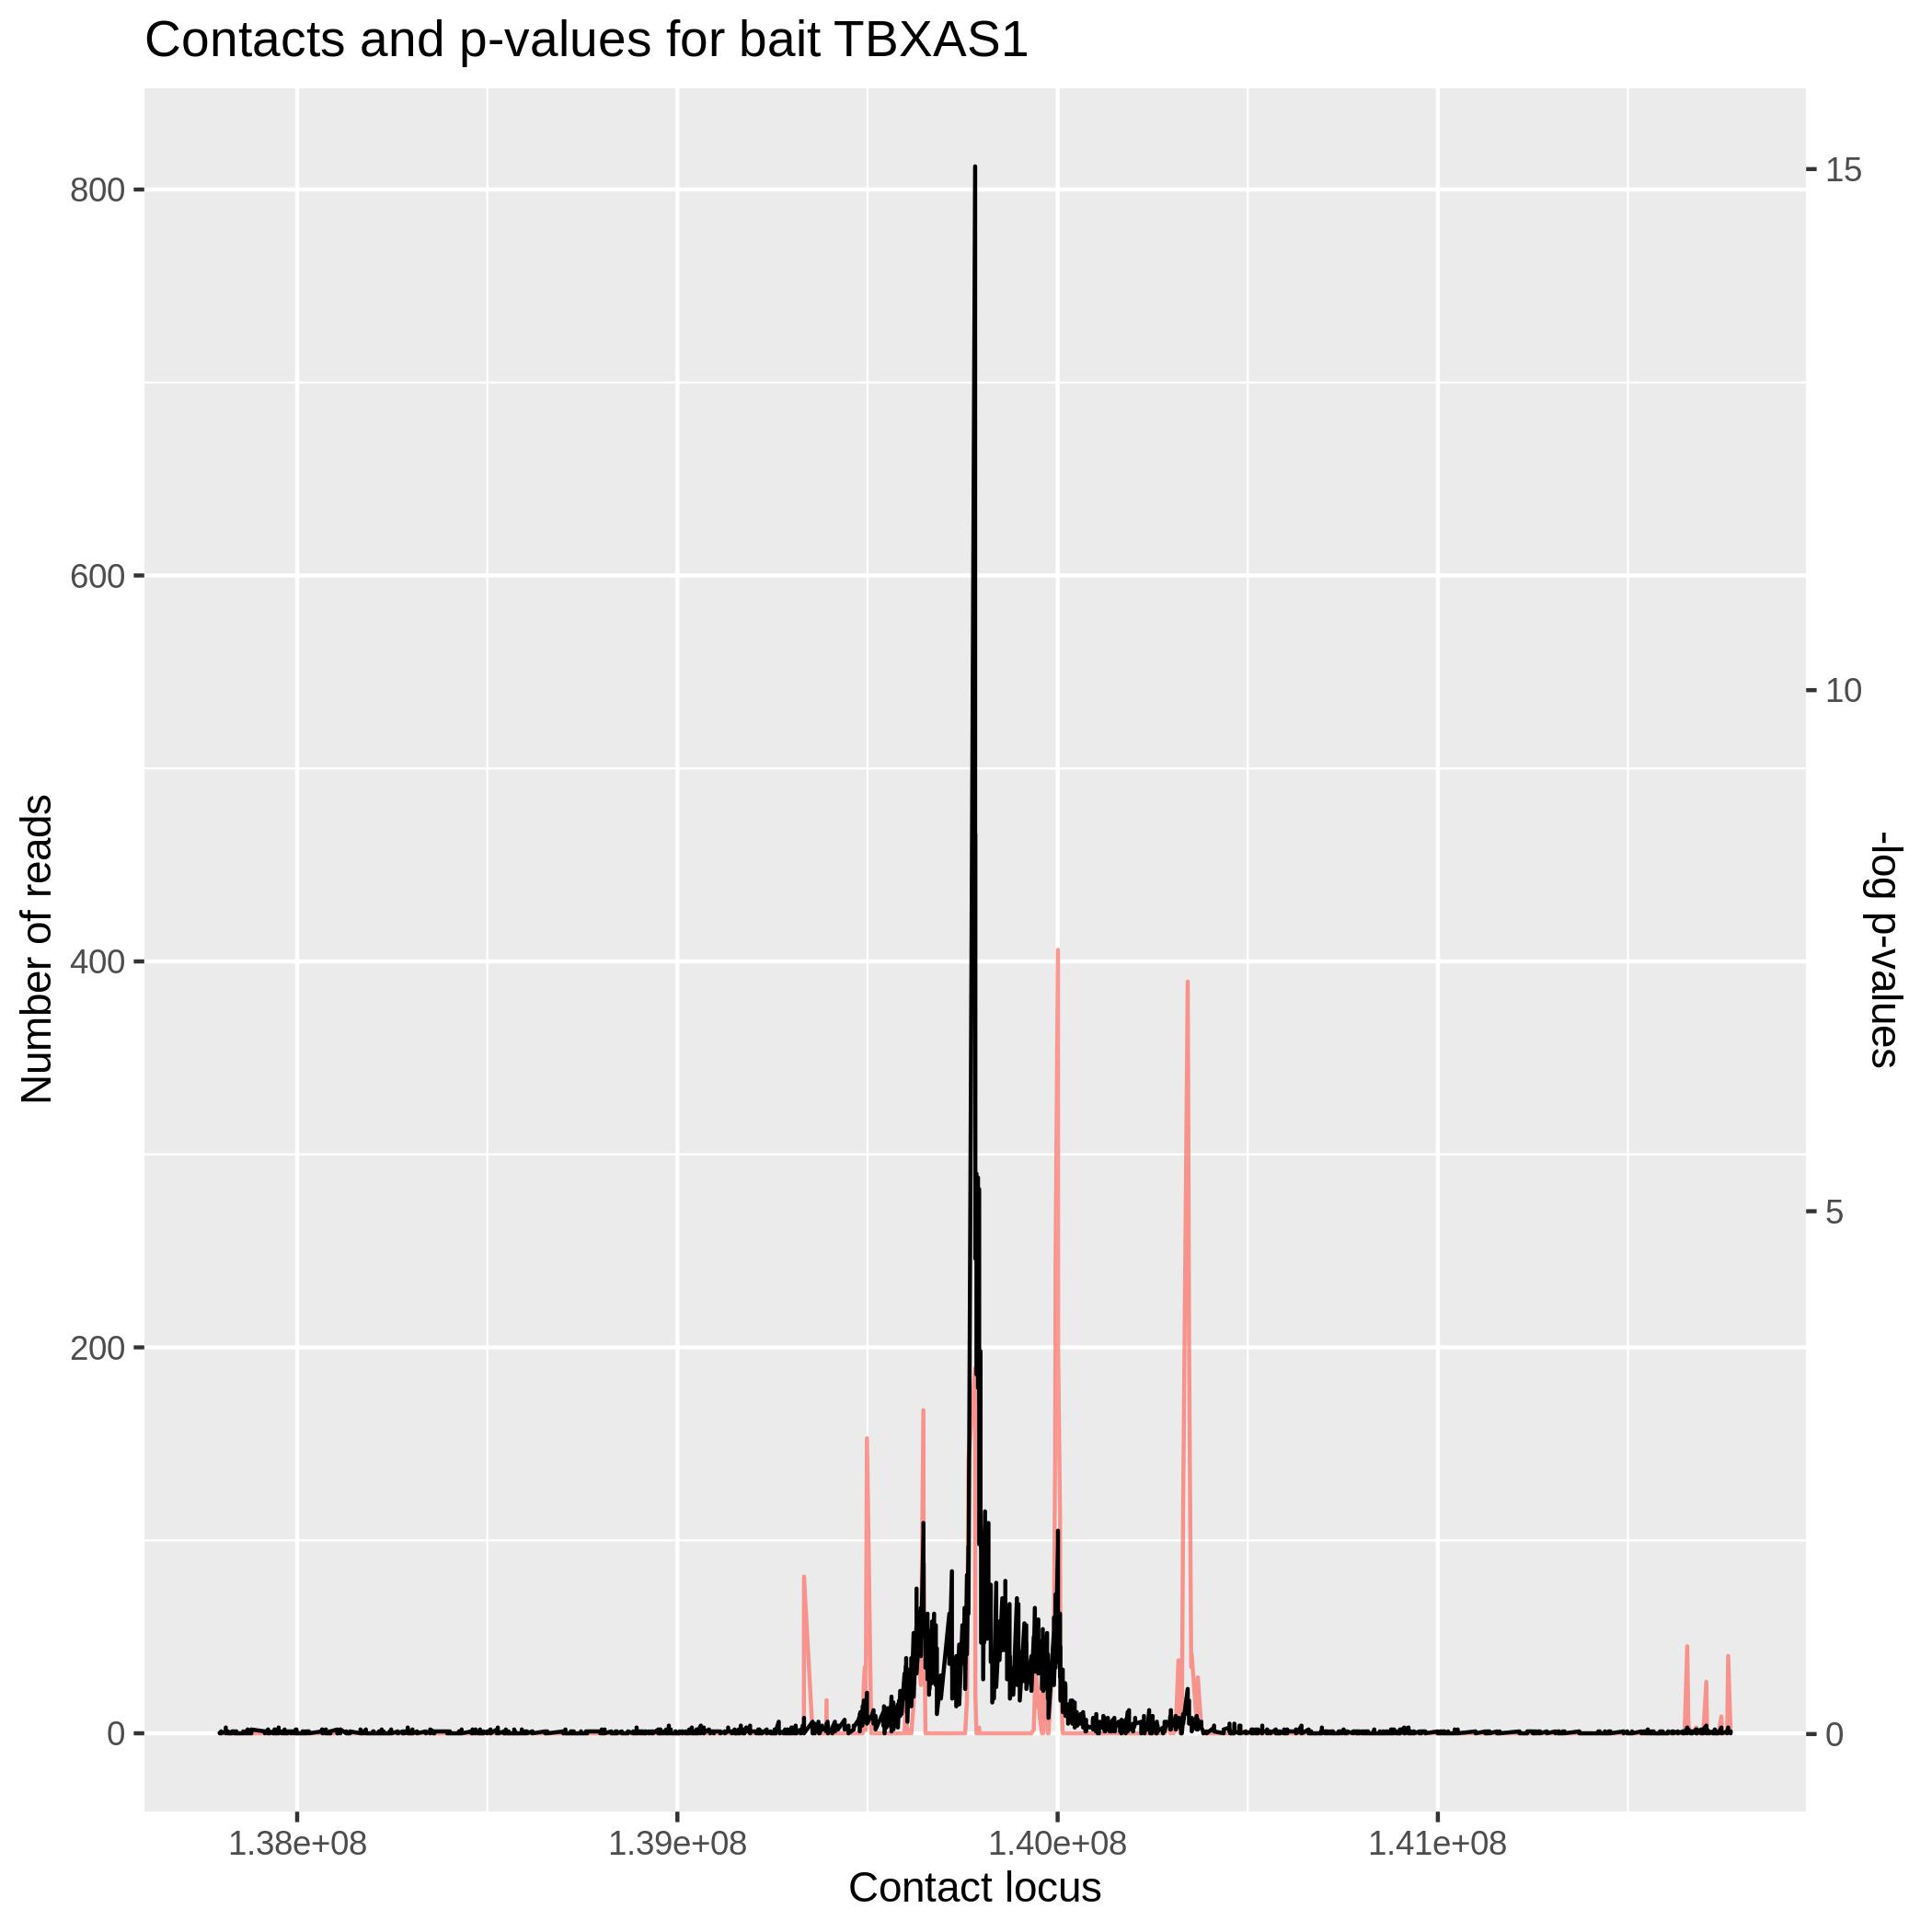 Contacts and p-values for bait TBXAS1
800
600
400
200
0
Number of reads
15
10
5
0
-log p-values
1.38e+08 1.39e+08 1.40e+08 1.41e+08
Contact locus